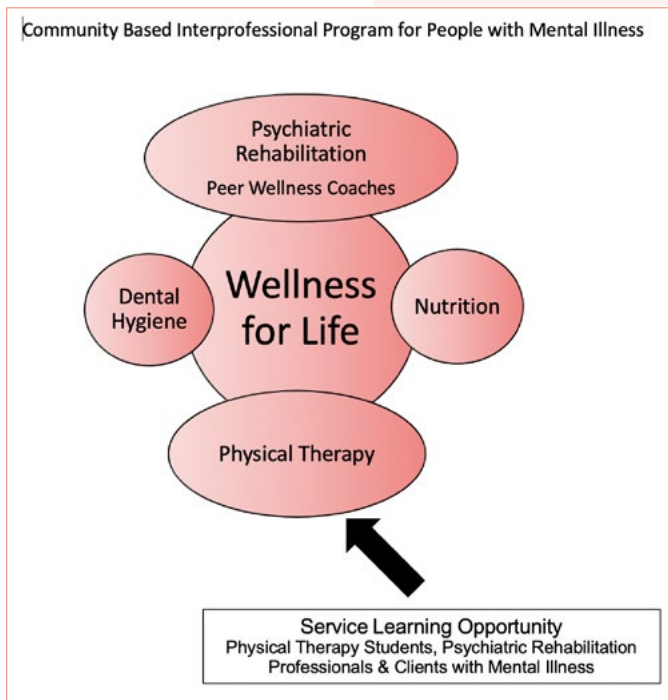 Community Based Interprofessional Program for People with Mental Illness
Psychiatric
Rehabilitation
Peer Wellness Coaches
Wellness
for Life
Dental
Hygiene
Nutrition
Physical Therapy
Service Learning Opportunity
Physical Therapy Students, Psychiatric Rehabilitation
Professionals & Clients with Mental Illness